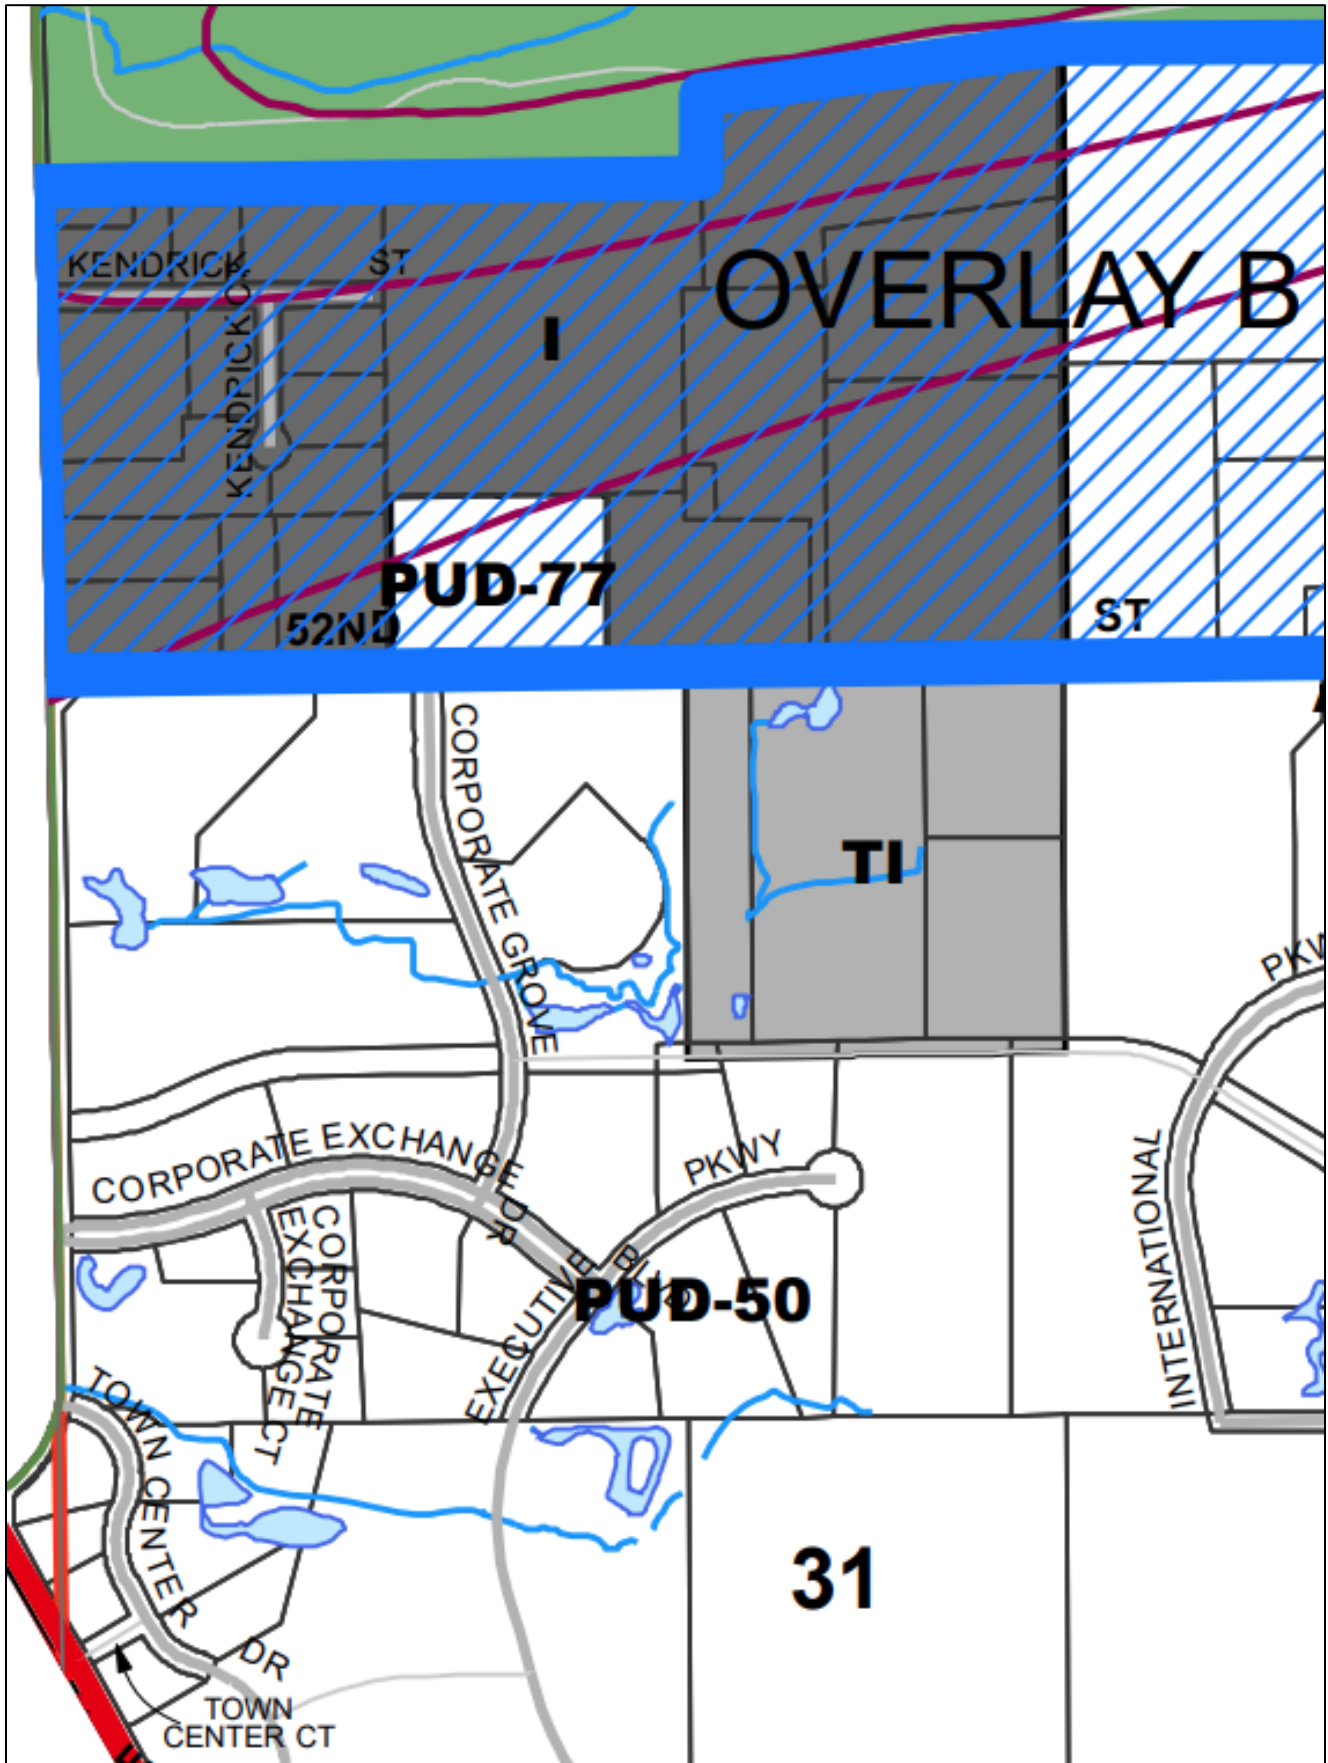 KENDRICK ST
KENDRICK CT
OVERLAY B
I
PUD-77
52ND
ST
CORPORATE GROVE
TI
CORPORATE EXCHANGE DR
PKWY
EXECUTIVE BLVD
CORPORATE
EXCHANGE CT
PUD-50
INTERNATIONAL
TOWN CENTER DR
31
TOWN
CENTER CT